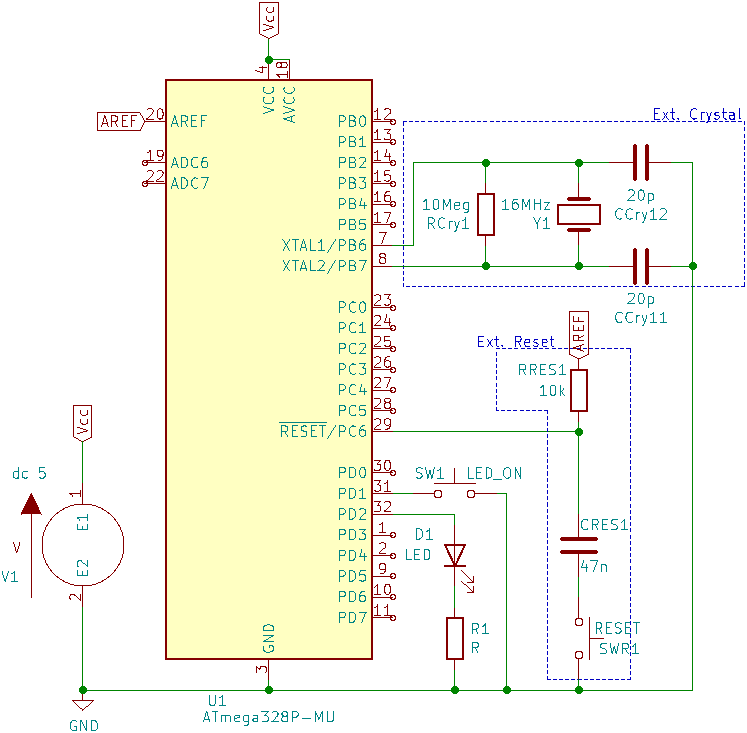 Vcc
4
18
VCC
AVCC
AREF
20
AREF
19
ADC6
22
ADC7
PB0
12
PB1
13
PB2
14
PB3
15
PB4
16
PB5
17
XTAL1/PB6
7
XTAL2/PB7
8
PC0
23
PC1
24
PC2
25
PC3
26
PC4
27
PC5
28
RESET/PC6
29
PD0
30
PD1
31
PD2
32
PD3
1
PD4
2
PD5
9
PD6
10
PD7
11
GND
3
U1
ATmega328P-MU
Ext. Crystal
10Meg
RCry1
16MHz
Y1
20p
CCry12
20p
CCry11
Ext. Reset
AREF
RRES1
10k
CRES1
47n
RESET
SWR1
SW1
LED_ON
D1
LED
R1
R
Vcc
dc 5
1
E1
V
E2
V1
2
GND